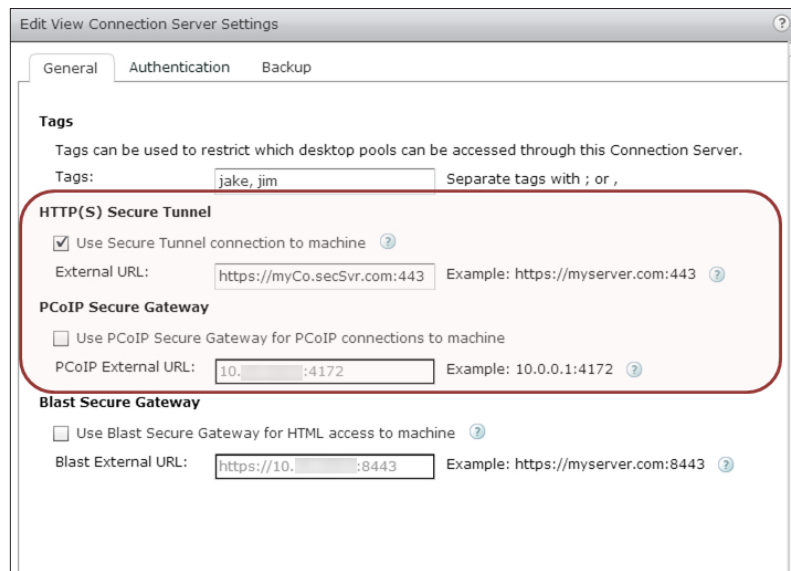 Edit View Connection Server Settings ?
General Authentication Backup
Tags
Tags can be used to restrict which desktop pools can be accessed through this Connection Server.
Tags: jake, jim Separate tags with ; or ,
HTTP(S) Secure Tunnel
Use Secure Tunnel connection to machine ?
External URL: https://myCo.secSvr.com:443 Example: https://myserver.com:443 ?
PCoIP Secure Gateway
Use PCoIP Secure Gateway for PCoIP connections to machine
PCoIP External URL: 10. :4172 Example: 10.0.0.1:4172 ?
Blast Secure Gateway
Use Blast Secure Gateway for HTML access to machine ?
Blast External URL: https://10. :8443 Example: https://myserver.com:8443 ?